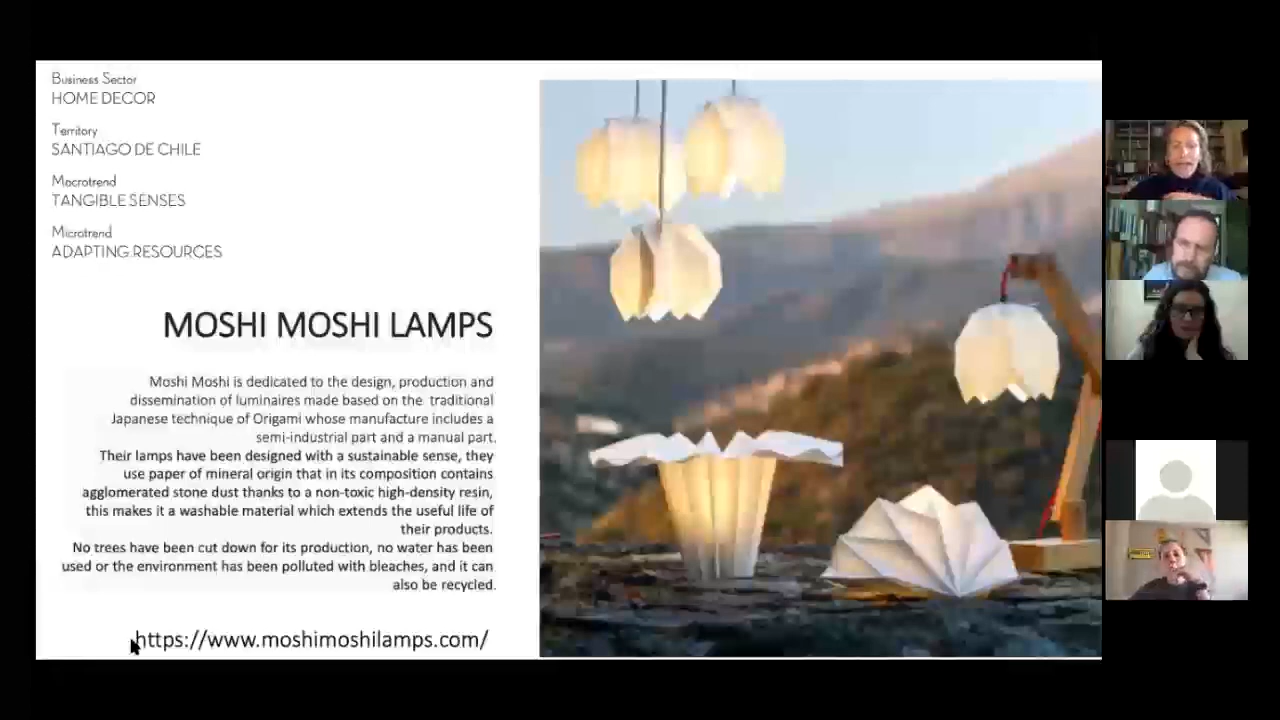 Business Sector
HOME DECOR
Territory
SANTIAGO DE CHILE
Macrotrend
TANGIBLE SENSES
Microtrend
ADAPTING RESOURCES
MOSHI MOSHI LAMPS
Moshi Moshi is dedicated to the design, production and
dissemination of luminaires made based on the traditional
Japanese technique of Origami whose manufacture includes a
semi-industrial part and a manual part.
Their lamps have been designed with a sustainable sense, they
use paper of mineral origin that in its composition contains
agglomerated stone dust thanks to a non-toxic high-density resin,
this makes it a washable material which extends the useful life of
their products.
No trees have been cut down for its production, no water has been
used or the environment has been polluted with bleaches, and it can
also be recycled.
https://www.moshimoshilamps.com/